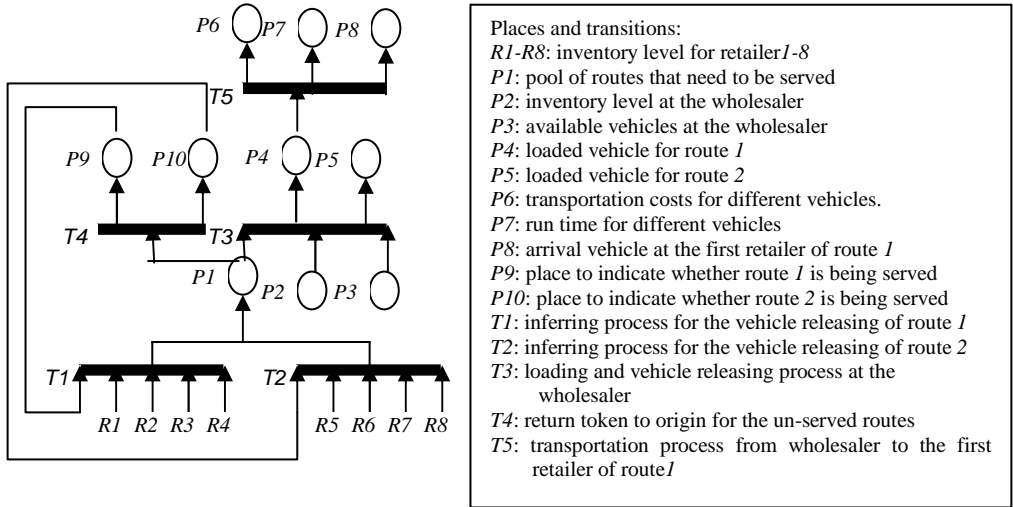 P6 P7 P8
T5
P9 P10 P4 P5
T4 T3
P1 P2 P3
T1 T2
R1 R2 R3 R4 R5 R6 R7 R8
Places and transitions:
R1-R8: inventory level for retailer1-8
P1: pool of routes that need to be served
P2: inventory level at the wholesaler
P3: available vehicles at the wholesaler
P4: loaded vehicle for route 1
P5: loaded vehicle for route 2
P6: transportation costs for different vehicles.
P7: run time for different vehicles
P8: arrival vehicle at the first retailer of route 1
P9: place to indicate whether route 1 is being served
P10: place to indicate whether route 2 is being served
T1: inferring process for the vehicle releasing of route 1
T2: inferring process for the vehicle releasing of route 2
T3: loading and vehicle releasing process at the
wholesaler
T4: return token to origin for the un-served routes
T5: transportation process from wholesaler to the first
retailer of route1